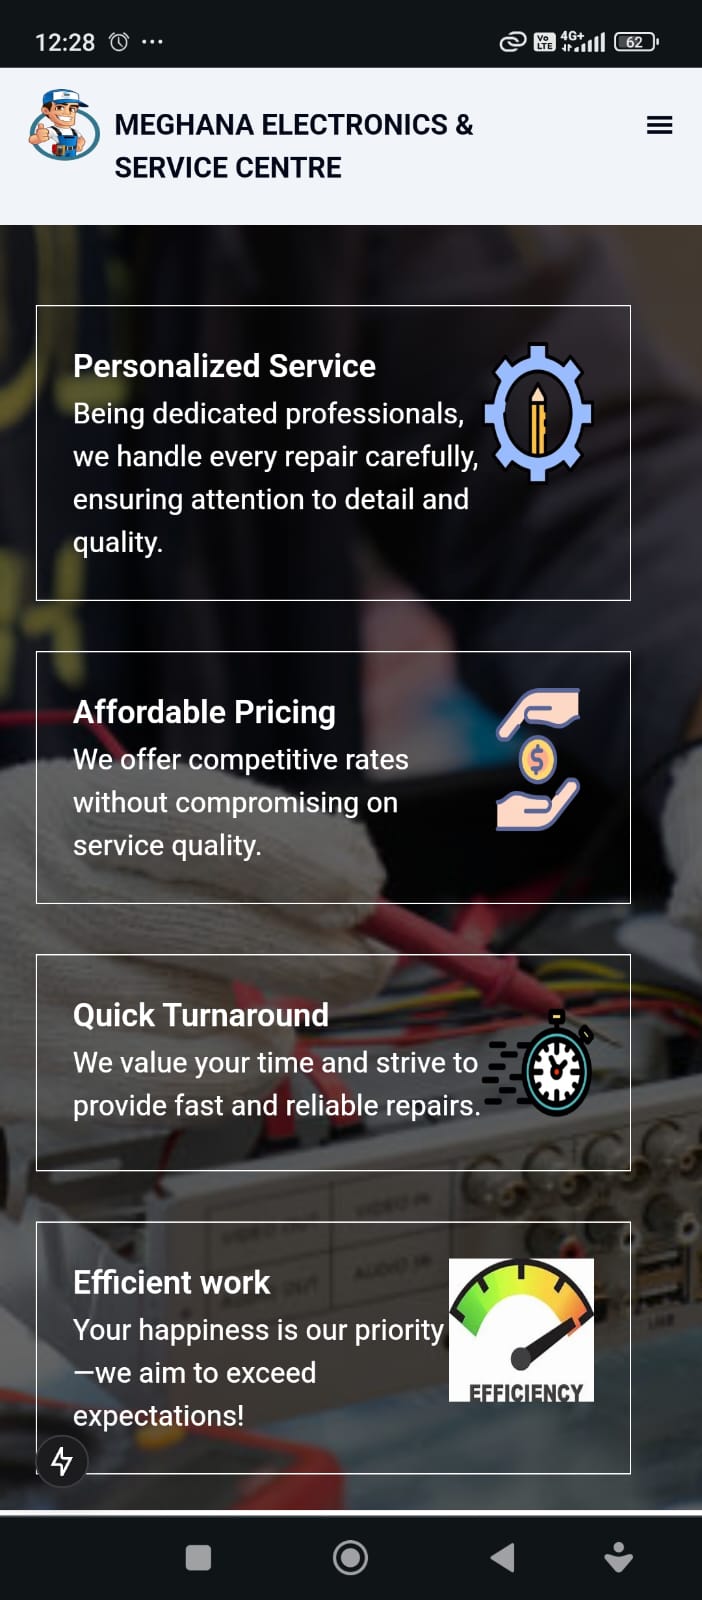 12:28
Vo LTE 4G+ 62
MEGHANA ELECTRONICS &
SERVICE CENTRE
Personalized Service
Being dedicated professionals,
we handle every repair carefully,
ensuring attention to detail and
quality.
Affordable Pricing
We offer competitive rates
without compromising on
service quality.
$
Quick Turnaround
We value your time and strive to
provide fast and reliable repairs.
Efficient work
Your happiness is our priority
—we aim to exceed
expectations!
EFFICIENCY